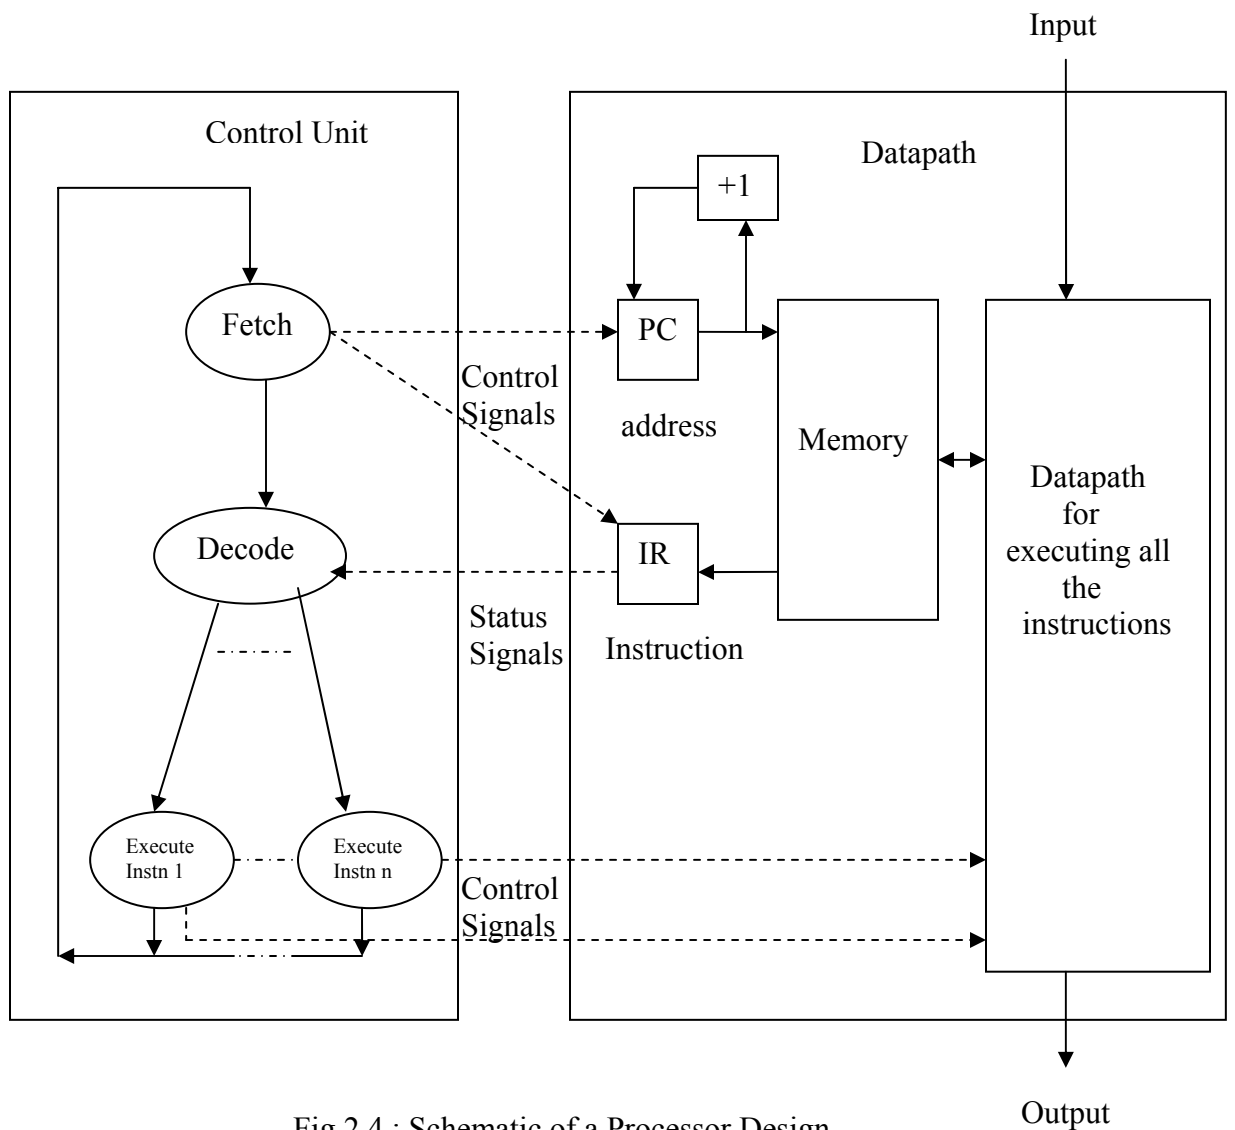 Input
Control Unit
Datapath
+1
Fetch
PC
Control
Signals
address
Memory
Datapath
for
executing all
the
instructions
Decode
IR
Status
Signals
Instruction
Execute
Instn 1
Execute
Instn n
Control
Signals
Output
Fig 2.4 : Schematic of a Processor Design